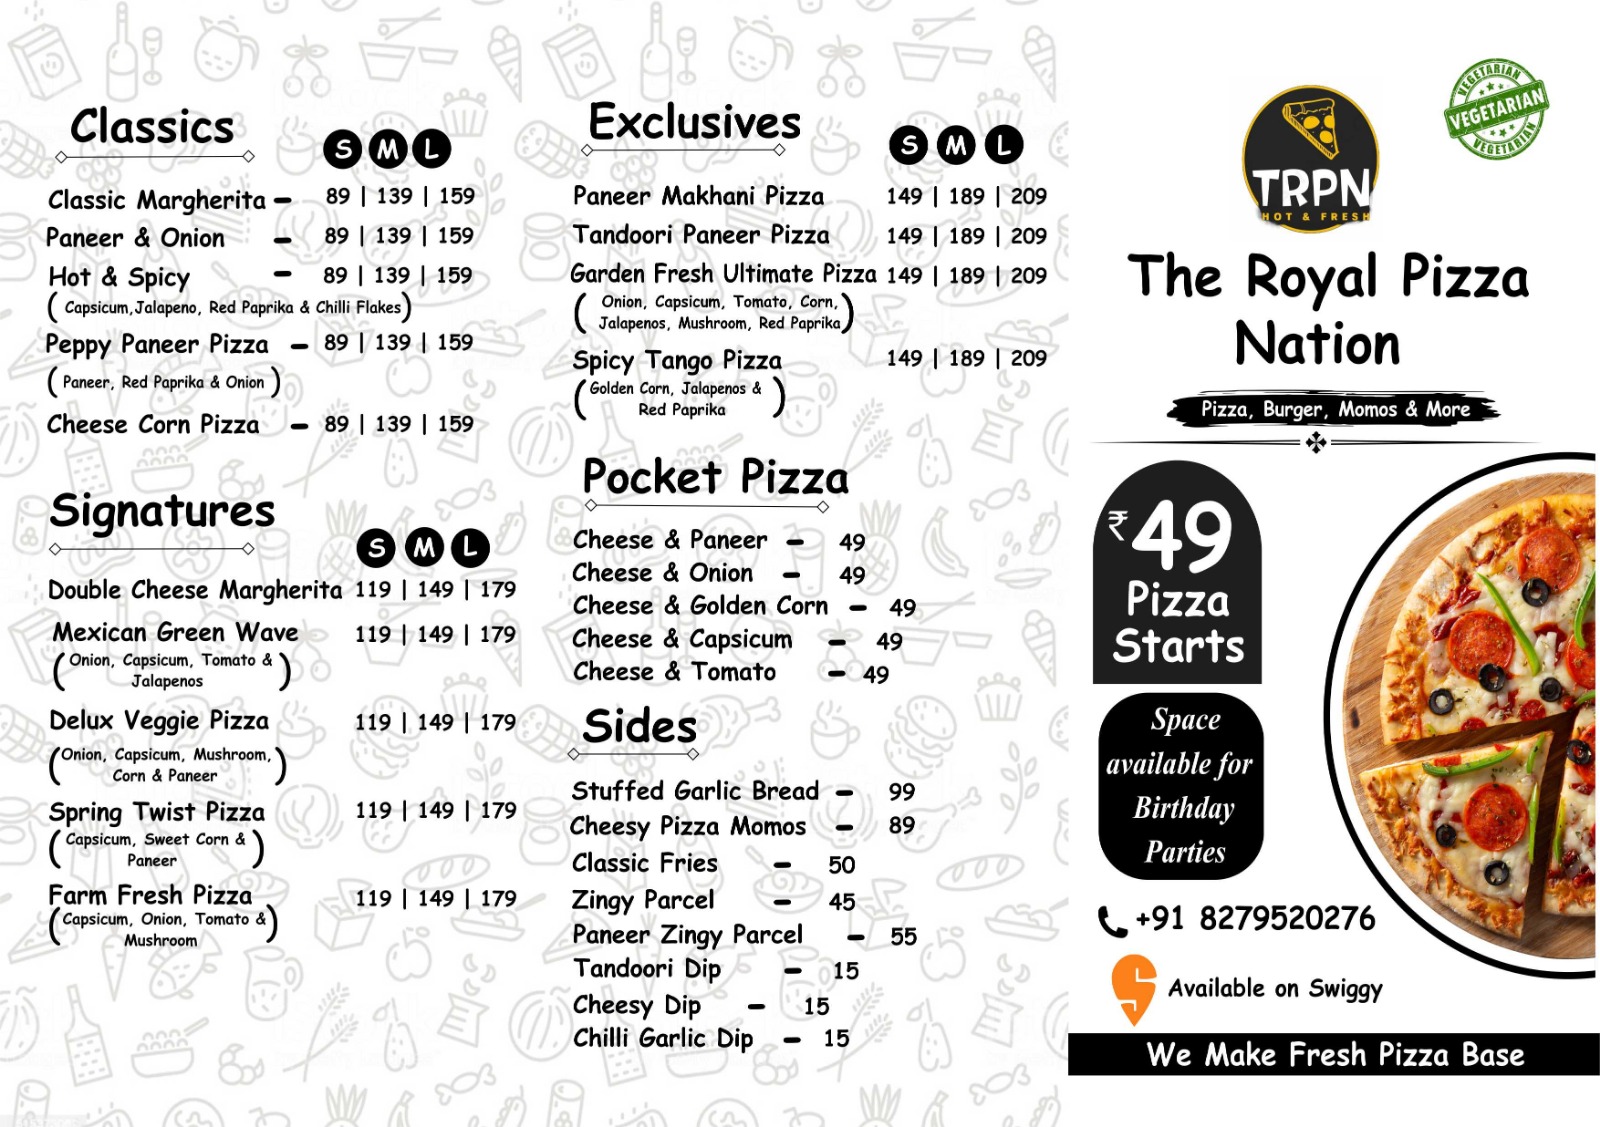 Classics
S M L
Classic Margherita – 89 | 139 | 159
Paneer & Onion – 89 | 139 | 159
Hot & Spicy – 89 | 139 | 159
(Capsicum,Jalapeno, Red Paprika & Chilli Flakes)
Peppy Paneer Pizza – 89 | 139 | 159
(Paneer, Red Paprika & Onion)
Cheese Corn Pizza – 89 | 139 | 159
Signatures
S M L
Double Cheese Margherita 119 | 149 | 179
Mexican Green Wave 119 | 149 | 179
(Onion, Capsicum, Tomato &
Jalapenos)
Delux Veggie Pizza 119 | 149 | 179
(Onion, Capsicum, Mushroom,
Corn & Paneer)
Spring Twist Pizza 119 | 149 | 179
(Capsicum, Sweet Corn &
Paneer)
Farm Fresh Pizza 119 | 149 | 179
(Capsicum, Onion, Tomato &
Mushroom)
Exclusives
S M L
Paneer Makhani Pizza 149 | 189 | 209
Tandoori Paneer Pizza 149 | 189 | 209
Garden Fresh Ultimate Pizza 149 | 189 | 209
(Onion, Capsicum, Tomato, Corn,
Jalapenos, Mushroom, Red Paprika)
Spicy Tango Pizza 149 | 189 | 209
(Golden Corn, Jalapenos &
Red Paprika)
Pocket Pizza
Cheese & Paneer – 49
Cheese & Onion – 49
Cheese & Golden Corn – 49
Cheese & Capsicum – 49
Cheese & Tomato – 49
Sides
Stuffed Garlic Bread – 99
Cheesy Pizza Momos – 89
Classic Fries – 50
Zingy Parcel – 45
Paneer Zingy Parcel – 55
Tandoori Dip – 15
Cheesy Dip – 15
Chilli Garlic Dip – 15
VEGETARIAN
VEGETARIAN
VEGETARIAN
TRPN
HOT & FRESH
The Royal Pizza
Nation
Pizza, Burger, Momos & More
₹49
Pizza
Starts
Space
available for
Birthday
Parties
+91 8279520276
Available on Swiggy
We Make Fresh Pizza Base